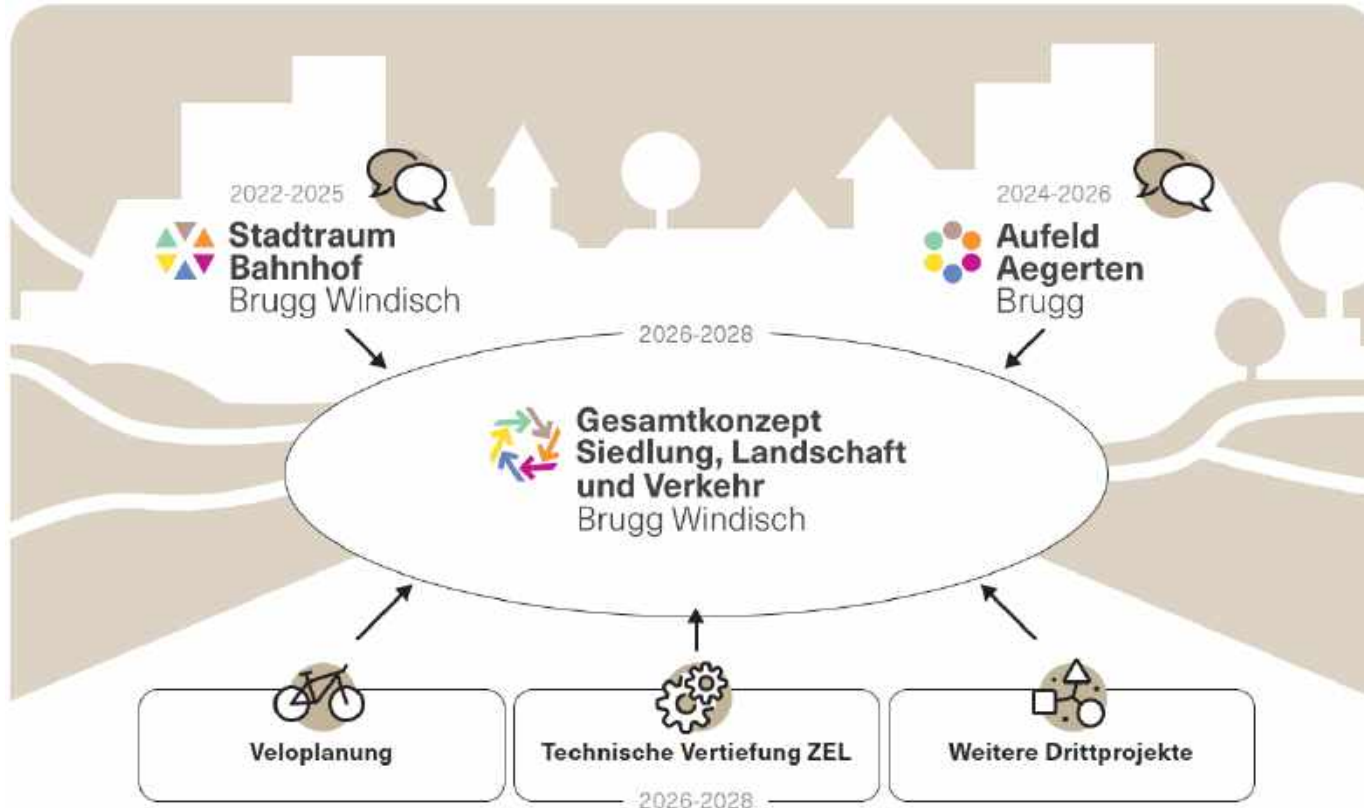 2022-2025
Stadtraum
Bahnhof
Brugg Windisch
2024-2026
Aufeld
Aegerten
Brugg
2026-2028
Gesamtkonzept
Siedlung, Landschaft
und Verkehr
Brugg Windisch
Veloplanung
Technische Vertiefung ZEL
Weitere Drittprojekte
2026-2028